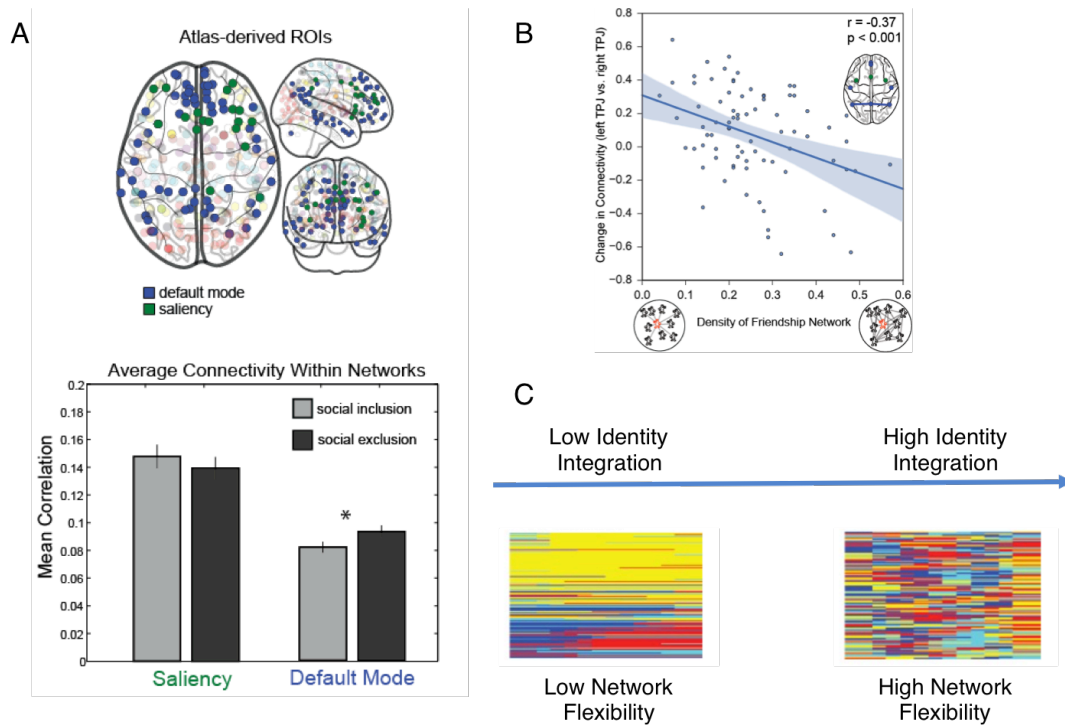 A
Atlas-derived ROIs
default mode
saliency
Average Connectivity Within Networks
Mean Correlation
0.2
0.18
0.16
0.14
0.12
0.1
0.08
0.06
0.04
0.02
0
social inclusion
social exclusion
*
Saliency
Default Mode
B
r = -0.37
p < 0.001
Change in Connectivity (left TPJ vs. right TPJ)
0.8
0.6
0.4
0.2
0.0
−0.2
−0.4
−0.6
−0.8
0.0
0.1
0.2
0.3
0.4
0.5
0.6
Density of Friendship Network
C
Low Identity
Integration
High Identity
Integration
Low Network
Flexibility
High Network
Flexibility